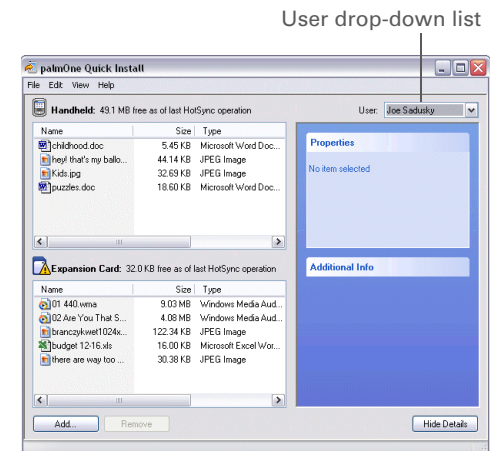 User drop-down list
palmOne Quick Install
File Edit View Help
Handheld: 49.1 MB free as of last HotSync operation
User: Joe Sadusky
Name Size Type
childhood.doc 5.45 KB Microsoft Word Doc...
hey! that's my ballo... 44.14 KB JPEG Image
Kids.jpg 32.69 KB JPEG Image
puzzles.doc 18.60 KB Microsoft Word Doc...
Properties
No item selected
Expansion Card: 32.0 KB free as of last HotSync operation
Additional Info
Name Size Type
01 440.wma 9.03 MB Windows Media Aud...
02 Are You That S... 4.08 MB Windows Media Aud...
branczykwet1024x... 122.34 KB JPEG Image
budget 12-16.xls 16.00 KB Microsoft Excel Wor...
there are way too ... 30.38 KB JPEG Image
Add... Remove Hide Details